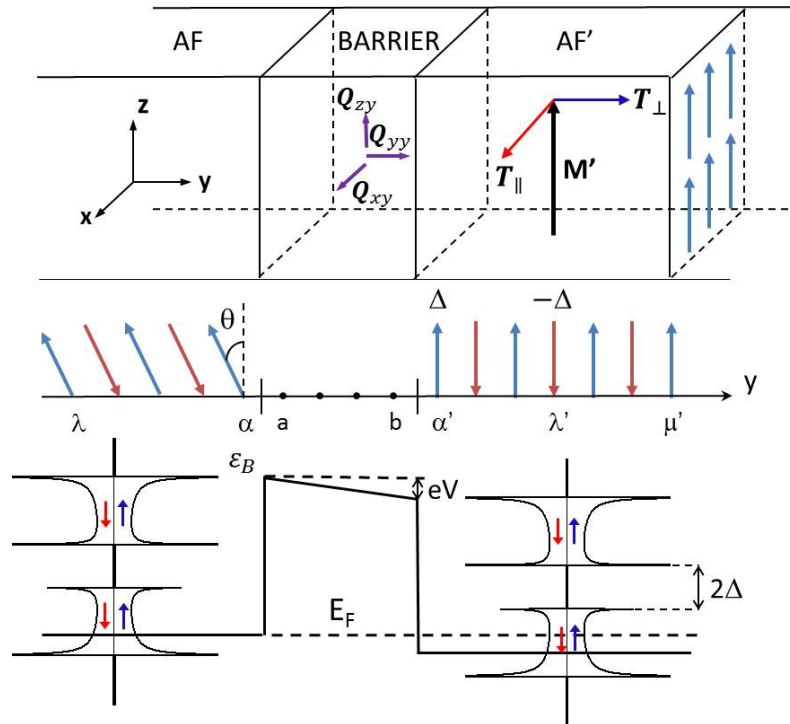 AF BARRIER AF'
z
y
x
Q_zy
Q_yy
Q_xy
T_⊥
T_∥
M'
θ
Δ −Δ
y
λ α a b α' λ' μ'
ε_B
eV
2Δ
E_F